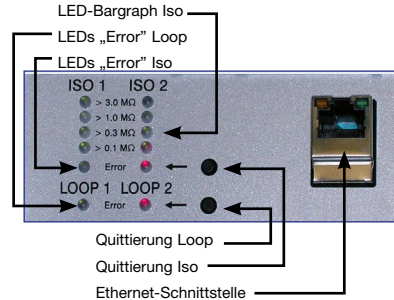 LED-Bargraph Iso
LEDs „Error” Loop
LEDs „Error” Iso
ISO 1 ISO 2
> 3.0 MΩ
> 1.0 MΩ
> 0.3 MΩ
> 0.1 MΩ
Error
LOOP 1 LOOP 2
Error
Quittierung Loop
Quittierung Iso
Ethernet-Schnittstelle